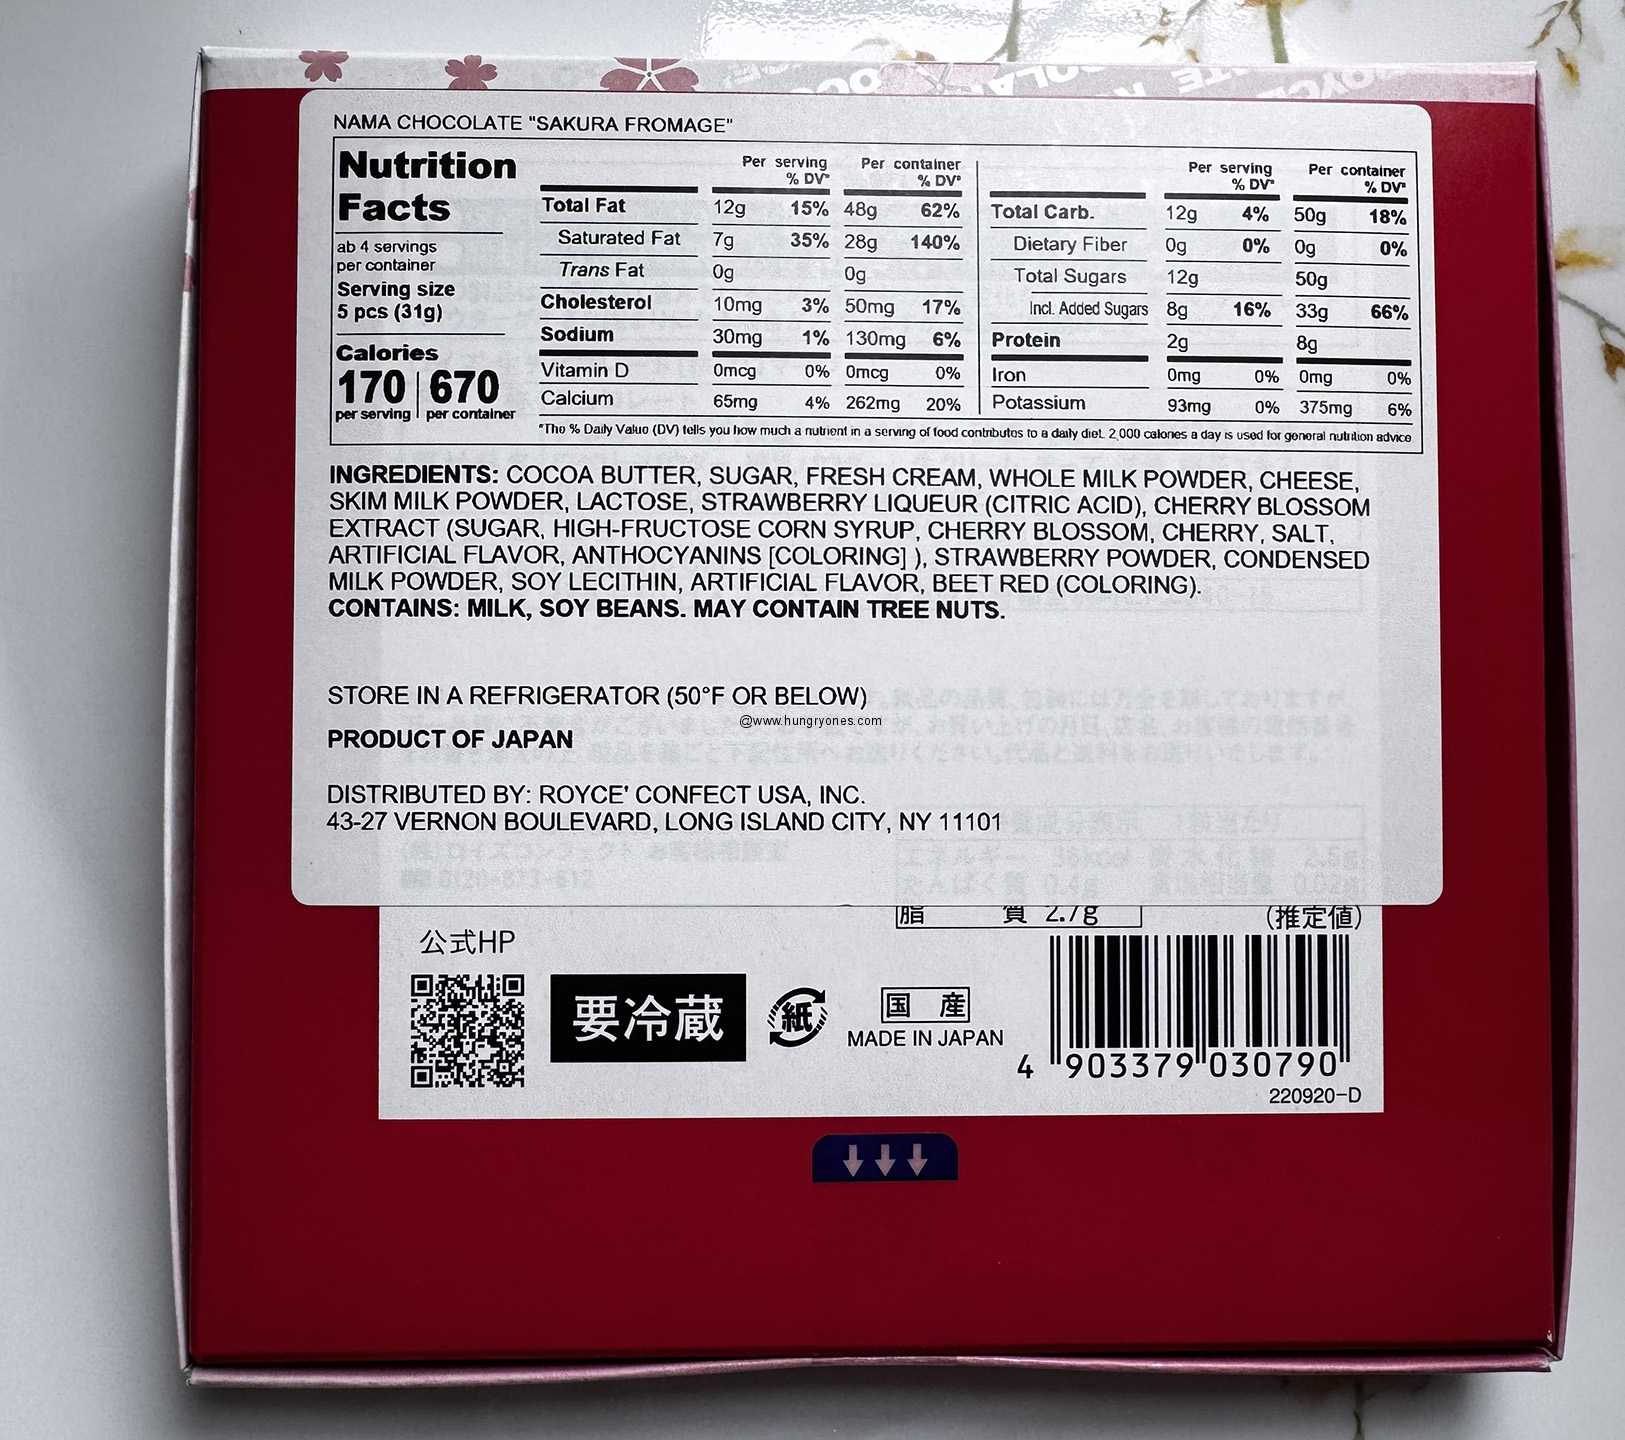 ROYCE
NAMA CHOCOLATE "SAKURA FROMAGE"
Nutrition
Facts
ab 4 servings
per container
Serving size
5 pcs (31g)
Calories
170 | 670
per serving | per container
Per serving Per container
% DV* % DV*
Total Fat 12g 15% 48g 62%
Saturated Fat 7g 35% 28g 140%
Trans Fat 0g 0g
Cholesterol 10mg 3% 50mg 17%
Sodium 30mg 1% 130mg 6%
Vitamin D 0mcg 0% 0mcg 0%
Calcium 65mg 4% 262mg 20%
Per serving Per container
% DV* % DV*
Total Carb. 12g 4% 50g 18%
Dietary Fiber 0g 0% 0g 0%
Total Sugars 12g 50g
Incl. Added Sugars 8g 16% 33g 66%
Protein 2g 8g
Iron 0mg 0% 0mg 0%
Potassium 93mg 0% 375mg 6%
*The % Daily Value (DV) tells you how much a nutrient in a serving of food contributes to a daily diet. 2,000 calories a day is used for general nutrition advice
INGREDIENTS: COCOA BUTTER, SUGAR, FRESH CREAM, WHOLE MILK POWDER, CHEESE,
SKIM MILK POWDER, LACTOSE, STRAWBERRY LIQUEUR (CITRIC ACID), CHERRY BLOSSOM
EXTRACT (SUGAR, HIGH-FRUCTOSE CORN SYRUP, CHERRY BLOSSOM, CHERRY, SALT,
ARTIFICIAL FLAVOR, ANTHOCYANINS [COLORING] ), STRAWBERRY POWDER, CONDENSED
MILK POWDER, SOY LECITHIN, ARTIFICIAL FLAVOR, BEET RED (COLORING).
CONTAINS: MILK, SOY BEANS. MAY CONTAIN TREE NUTS.
STORE IN A REFRIGERATOR (50°F OR BELOW)
@www.hungryones.com
PRODUCT OF JAPAN
DISTRIBUTED BY: ROYCE' CONFECT USA, INC.
43-27 VERNON BOULEVARD, LONG ISLAND CITY, NY 11101
脂 質 2.7g (推定値)
公式HP
要冷蔵
紙
国産
MADE IN JAPAN
4 903379 030790
220920-D